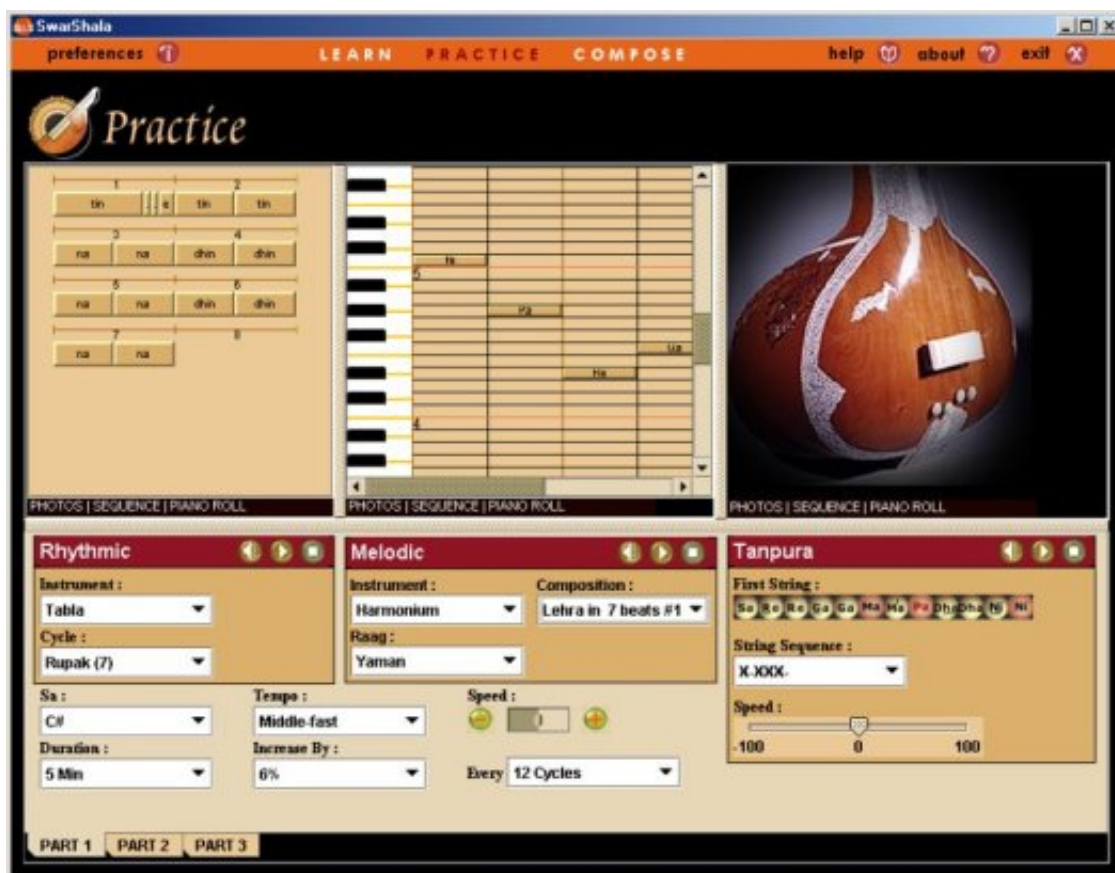 SwarShala
preferences LEARN PRACTICE COMPOSE help about exit
Practice
1 2
tin tin tin
3 4
na na dhin dhin
5 6
na na dhin dhin
7 8
na na
5
Pa
4
PHOTOS | SEQUENCE | PIANO ROLL
PHOTOS | SEQUENCE | PIANO ROLL
PHOTOS | SEQUENCE | PIANO ROLL
Rhythmic
Instrument :
Tabla
Cycle :
Rupak (7)
Melodic
Instrument : Composition :
Harmonium Lehra in 7 beats #1
Raag :
Yaman
Tanpura
First String :
Sa Re Re Ga Ga Ma Ma Pa Dha Dha Ni Ni
String Sequence :
X-XXX-
Speed :
-100 0 100
Sa : Tempo : Speed :
C# Middle-fast
Duration : Increase By :
5 Min 6% Every 12 Cycles
PART 1 PART 2 PART 3